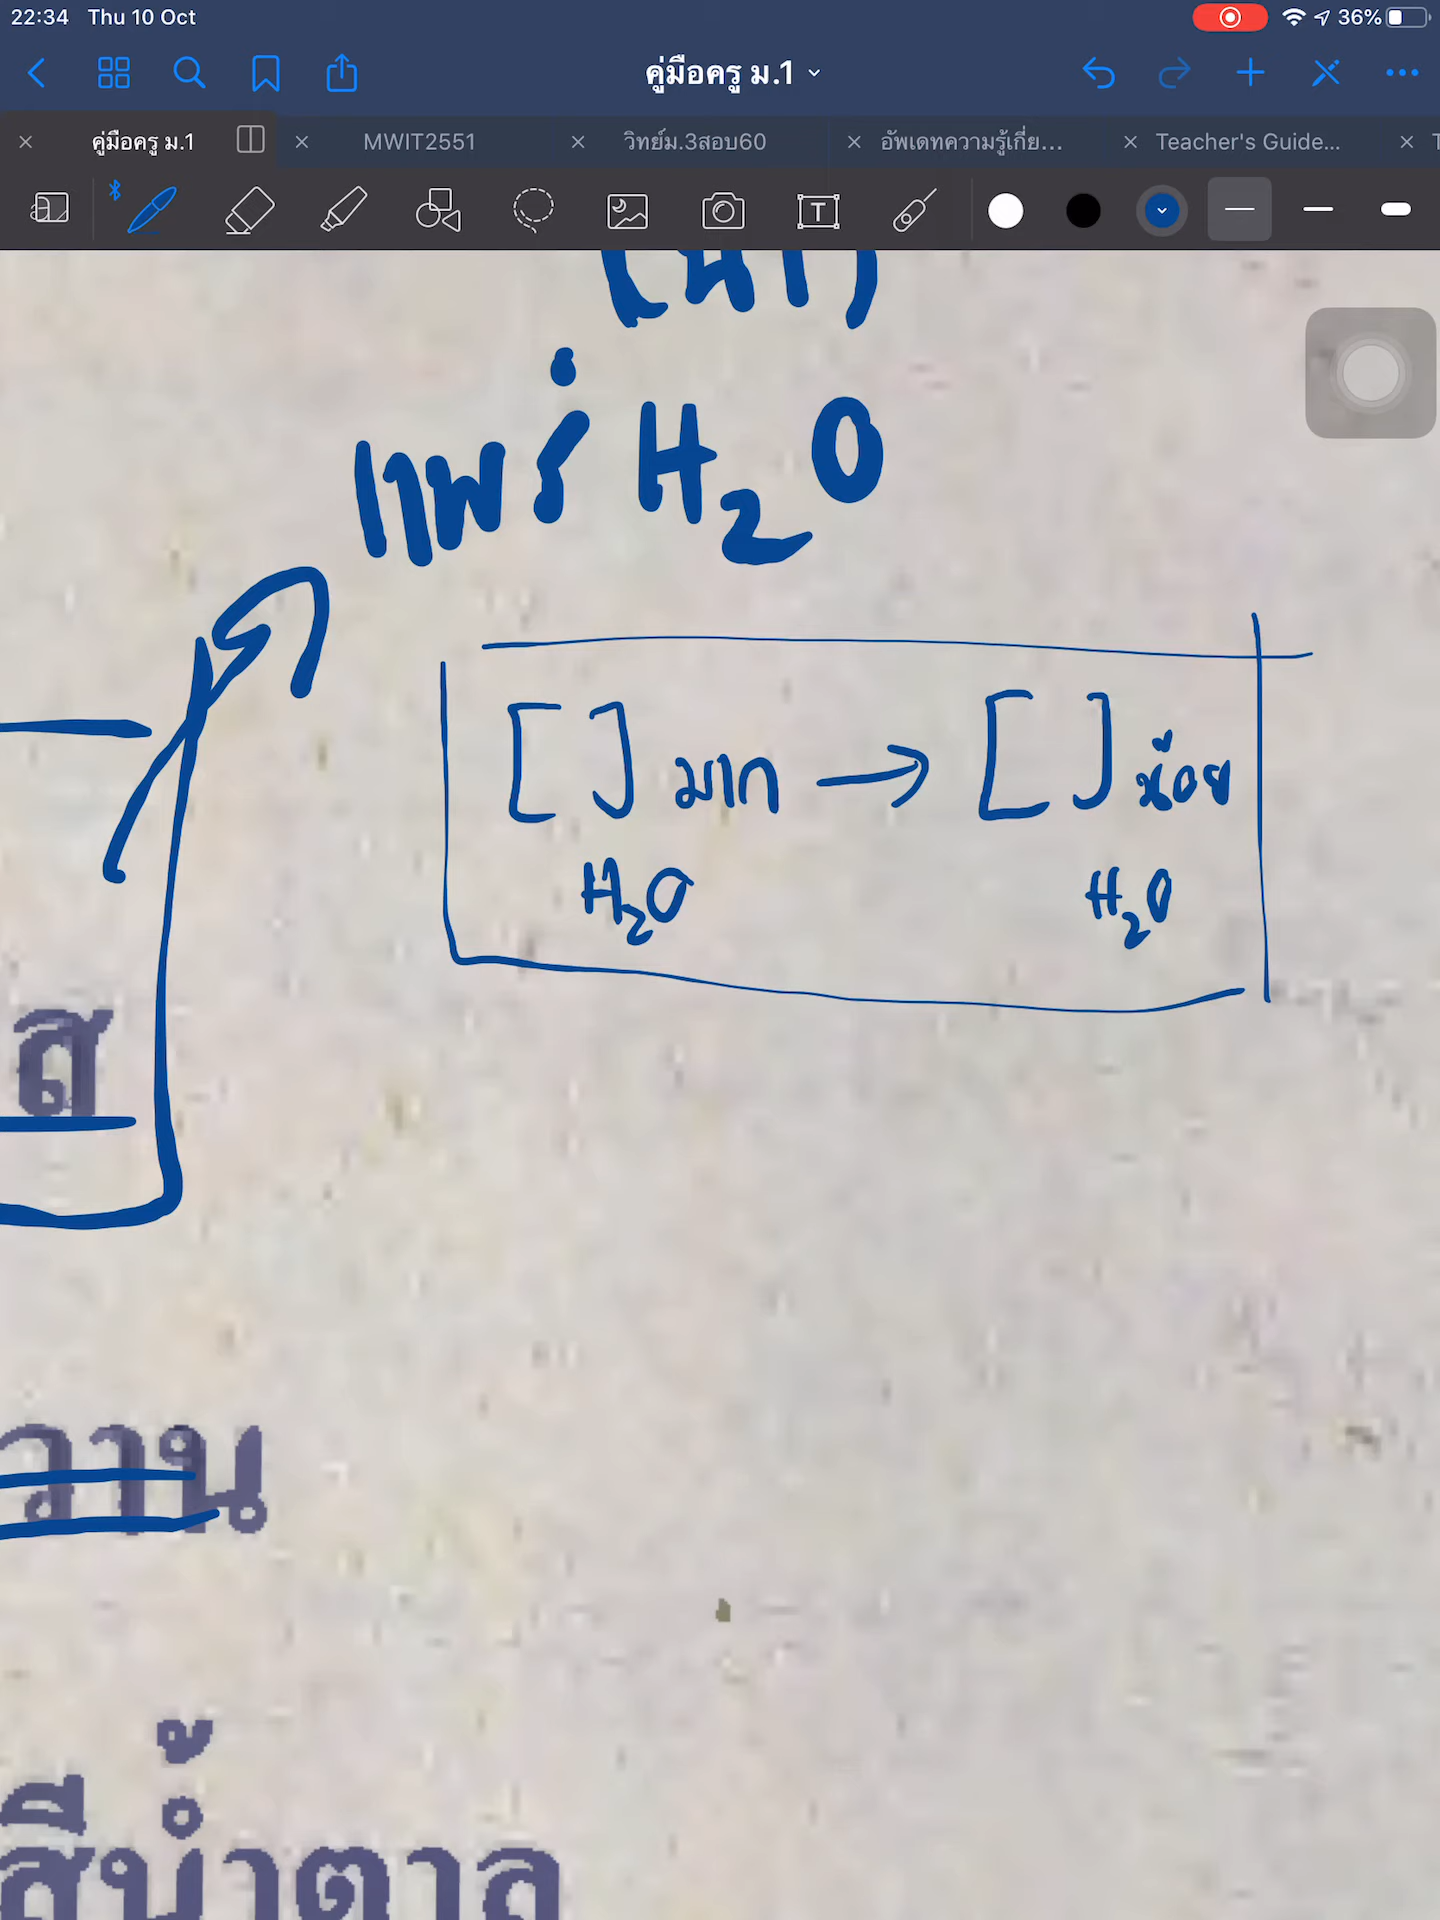 22:34 Thu 10 Oct 36%
คู่มือครู ม.1
คู่มือครู ม.1 MWIT2551 วิทย์ม.3สอบ60 อัพเดทความรู้เกี่ย... Teacher's Guide...
แพร่ H₂O
[ ] มาก → [ ] น้อย
H₂O H₂O
ส
วาน
สีน้ำตาล